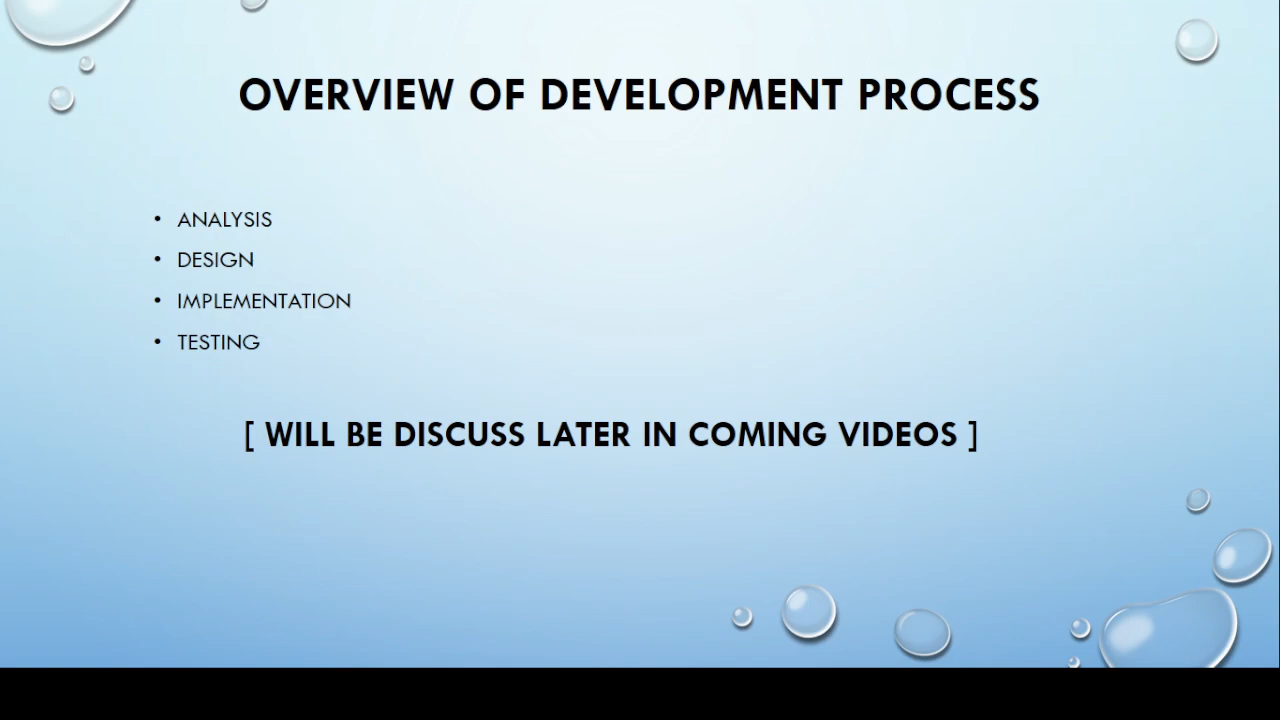 OVERVIEW OF DEVELOPMENT PROCESS
• ANALYSIS
• DESIGN
• IMPLEMENTATION
• TESTING
[ WILL BE DISCUSS LATER IN COMING VIDEOS ]